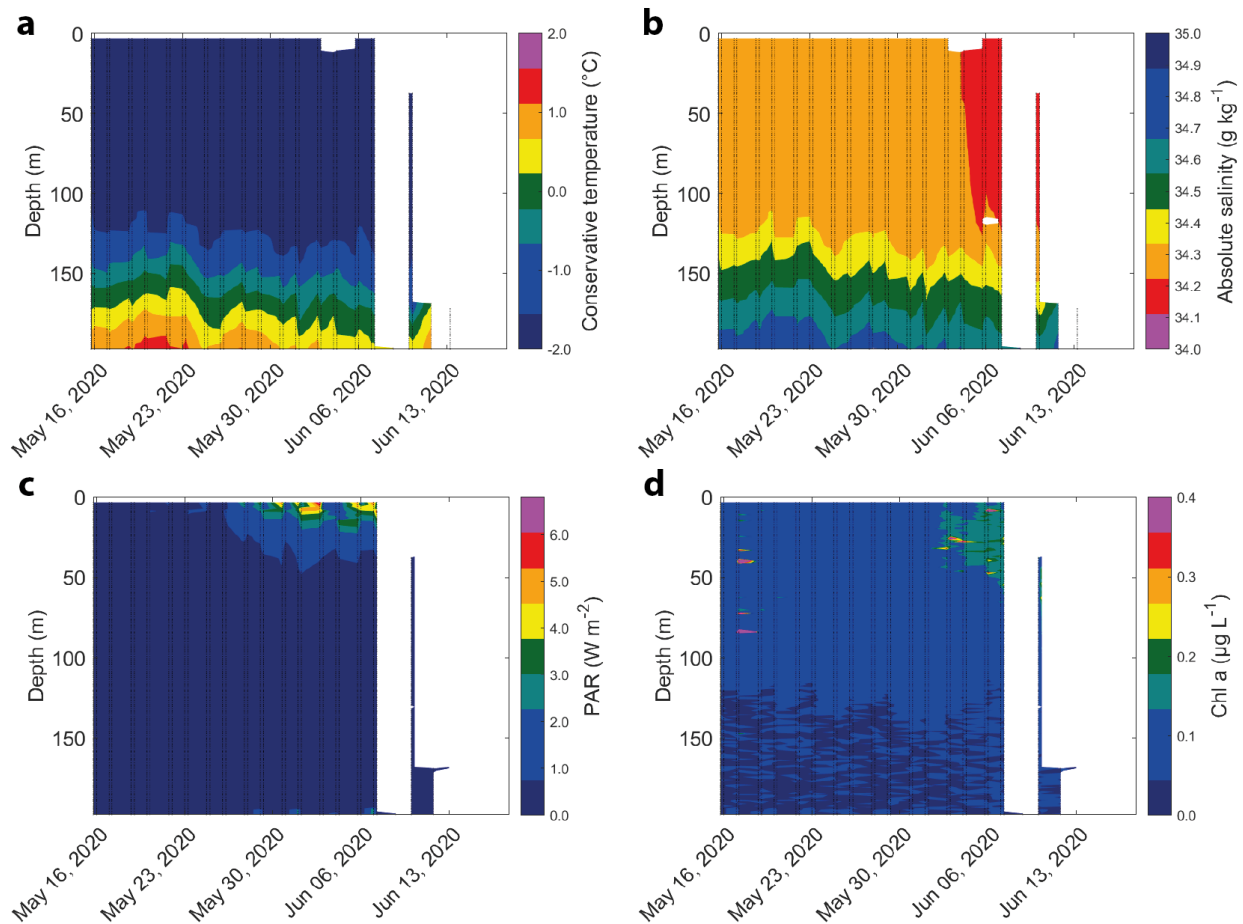 a
0
50
100
150
Depth (m)
May 16, 2020
May 23, 2020
May 30, 2020
Jun 06, 2020
Jun 13, 2020
2.0
1.0
0.0
-1.0
-2.0
Conservative temperature (°C)
b
0
50
100
150
Depth (m)
May 16, 2020
May 23, 2020
May 30, 2020
Jun 06, 2020
Jun 13, 2020
35.0
34.9
34.8
34.7
34.6
34.5
34.4
34.3
34.2
34.1
34.0
Absolute salinity (g kg⁻¹)
c
0
50
100
150
Depth (m)
May 16, 2020
May 23, 2020
May 30, 2020
Jun 06, 2020
Jun 13, 2020
6.0
5.0
4.0
3.0
2.0
1.0
0.0
PAR (W m⁻²)
d
0
50
100
150
Depth (m)
May 16, 2020
May 23, 2020
May 30, 2020
Jun 06, 2020
Jun 13, 2020
0.4
0.3
0.2
0.1
0.0
Chl a (µg L⁻¹)